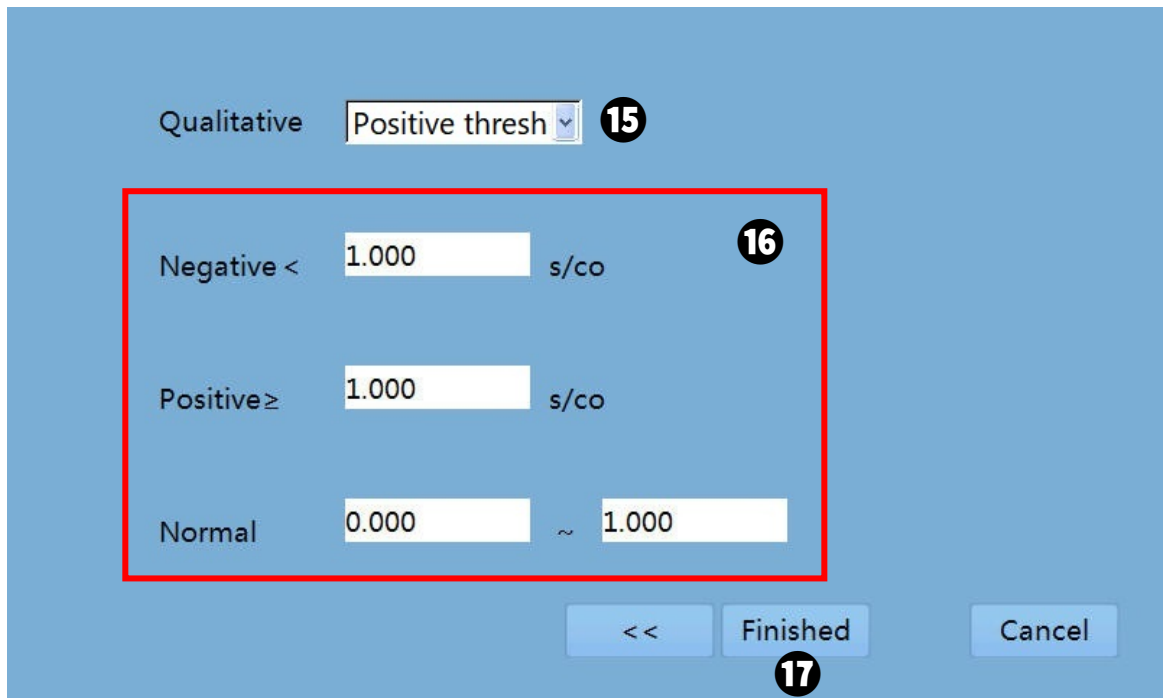 Qualitative Positive thresh 15
16
Negative < 1.000 s/co
Positive≥ 1.000 s/co
Normal 0.000 ~ 1.000
<< Finished Cancel
17